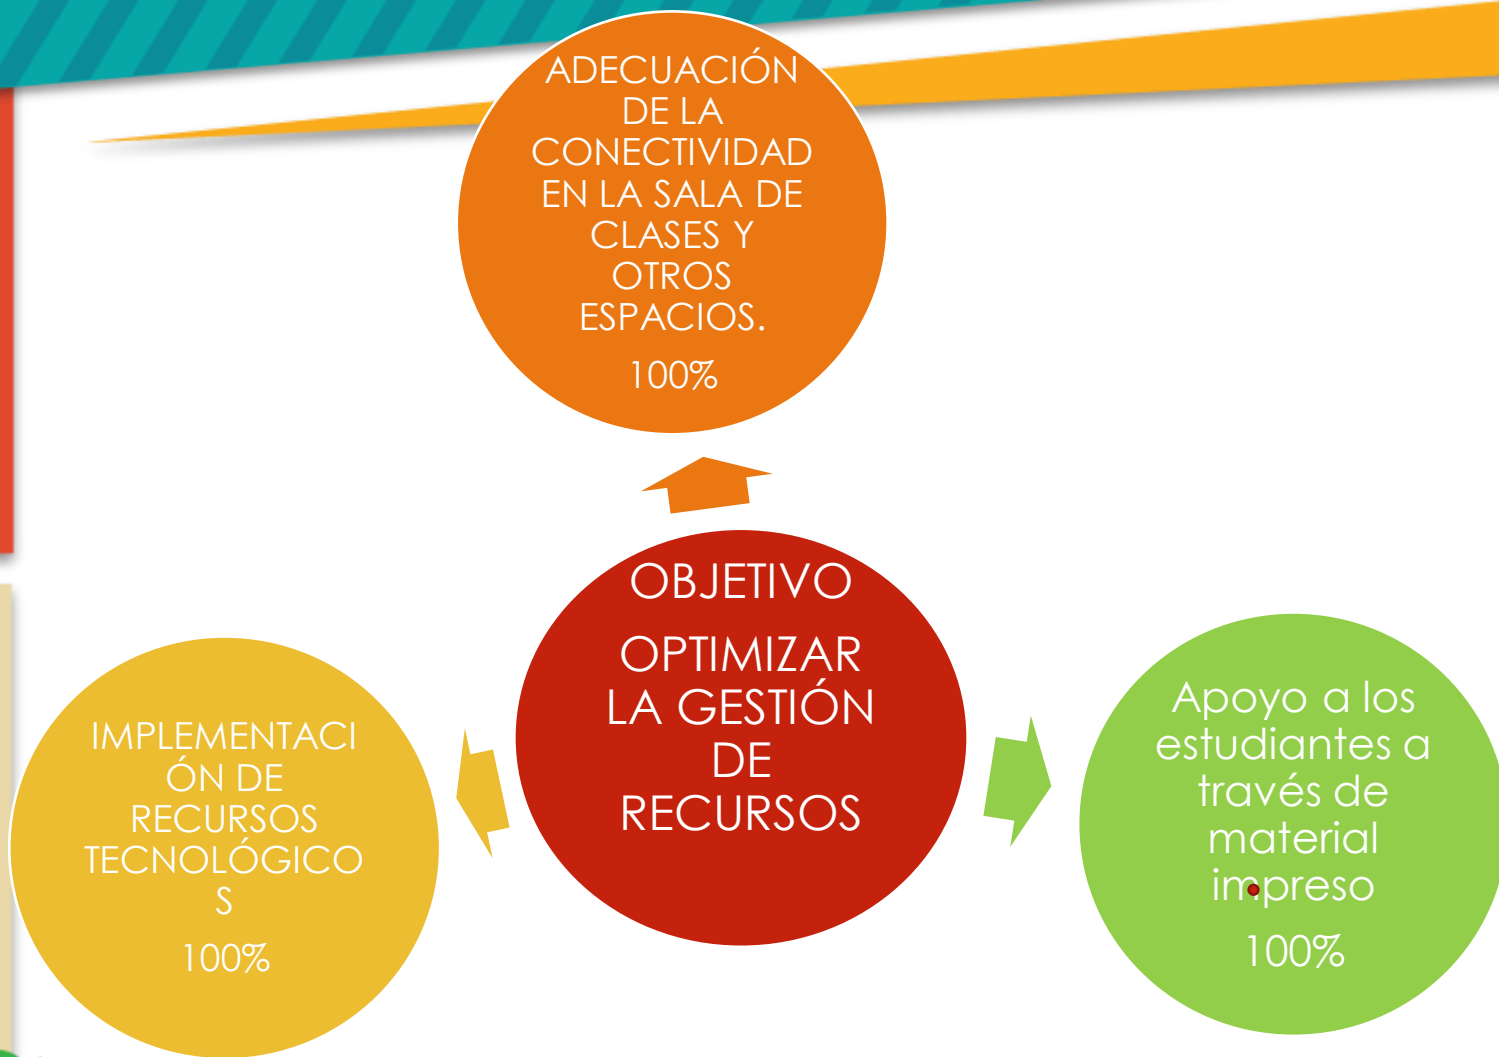 ADECUACIÓN
DE LA
CONECTIVIDAD
EN LA SALA DE
CLASES Y
OTROS
ESPACIOS.
100%
OBJETIVO
OPTIMIZAR
LA GESTIÓN
DE
RECURSOS
IMPLEMENTACI
ÓN DE
RECURSOS
TECNOLÓGICO
S
100%
Apoyo a los
estudiantes a
través de
material
impreso
100%